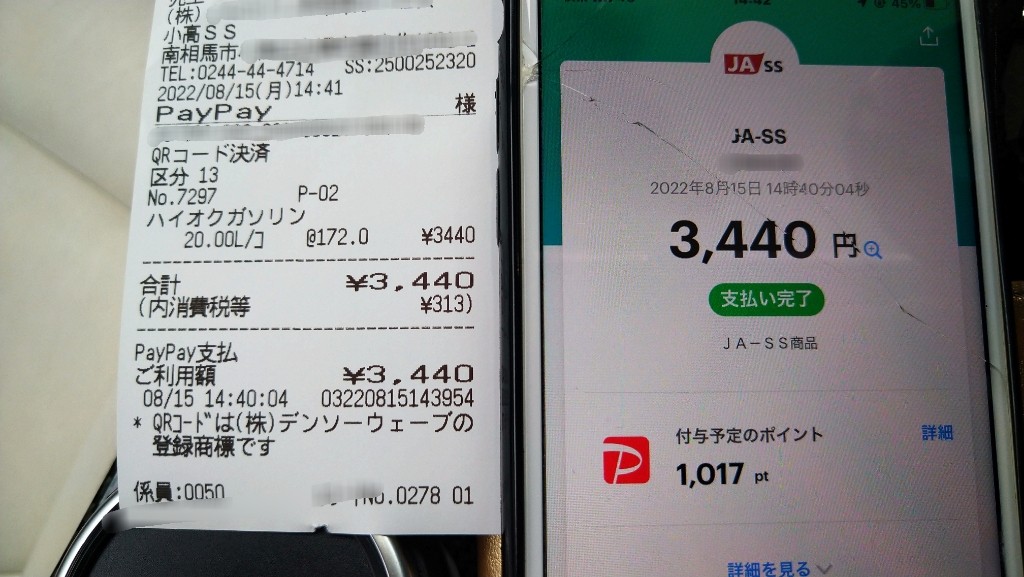 (株)
小高SS
南相馬市
TEL:0244-44-4714 SS:2500252320
2022/08/15(月)14:41
PayPay 様
QRコード決済
区分 13
No.7297 P-02
ハイオクガソリン
20.00L/コ @172.0 ¥3440
合計 ¥3,440
(内消費税等 ¥313)
PayPay支払
ご利用額 ¥3,440
08/15 14:40:04 03220815143954
* QRコードは(株)デンソーウェーブの
登録商標です
係員:0050 No.0278 01
14:42 45%
JA SS
JA-SS
2022年8月15日 14時40分04秒
3,440 円
支払い完了
JA-SS商品
付与予定のポイント 詳細
1,017 pt
詳細を見る